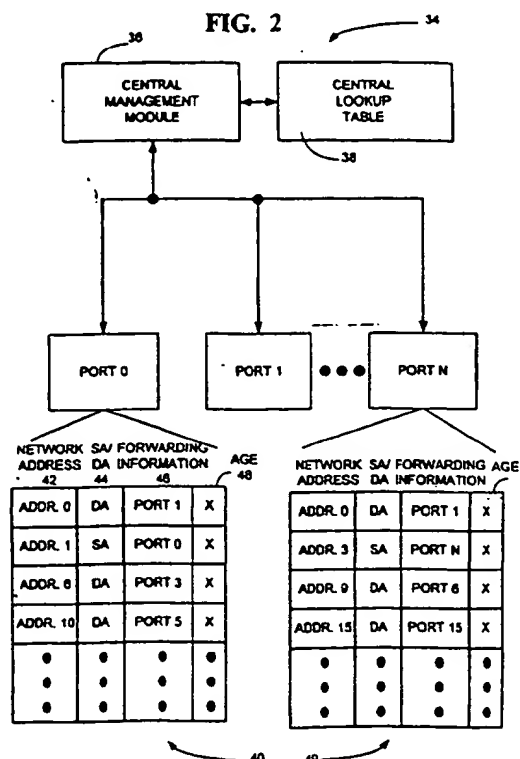 FIG. 2
36
34
CENTRAL
MANAGEMENT
MODULE
CENTRAL
LOOKUP
TABLE
38
PORT 0
PORT 1
PORT N
NETWORK SA/ FORWARDING
ADDRESS DA INFORMATION
42 44 46
AGE
48
ADDR. 0 DA PORT 1 X
ADDR. 1 SA PORT 0 X
ADDR. 6 DA PORT 3 X
ADDR. 10 DA PORT 5 X
NETWORK SA/ FORWARDING
ADDRESS DA INFORMATION
AGE
ADDR. 0 DA PORT 1 X
ADDR. 3 SA PORT N X
ADDR. 9 DA PORT 6 X
ADDR. 15 DA PORT 15 X
40